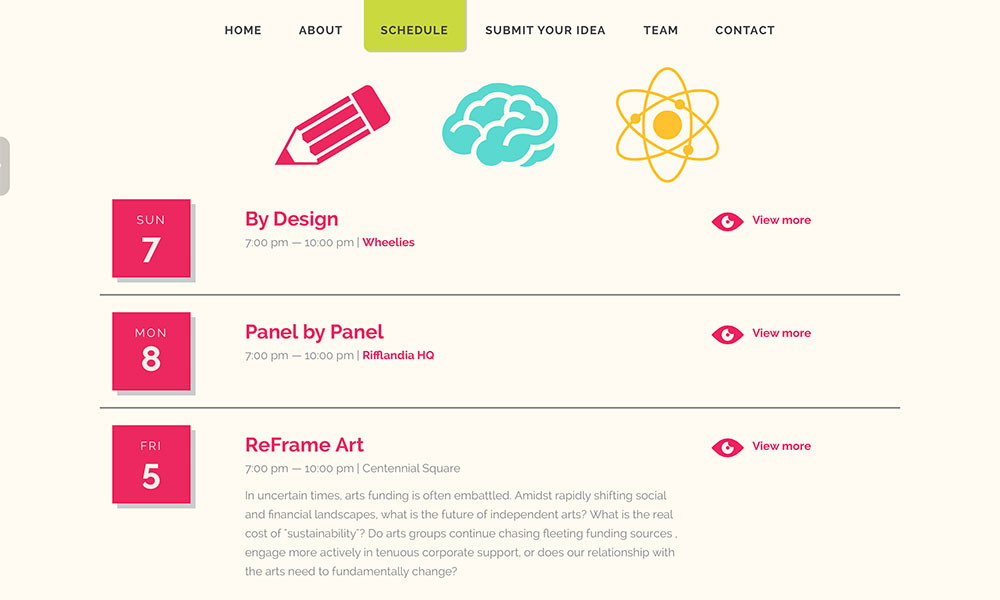 HOME ABOUT SCHEDULE SUBMIT YOUR IDEA TEAM CONTACT
SUN
7
By Design
7:00 pm — 10:00 pm | Wheelies
View more
MON
8
Panel by Panel
7:00 pm — 10:00 pm | Rifflandia HQ
View more
FRI
5
ReFrame Art
7:00 pm — 10:00 pm | Centennial Square
View more
In uncertain times, arts funding is often embattled. Amidst rapidly shifting social
and financial landscapes, what is the future of independent arts? What is the real
cost of "sustainability"? Do arts groups continue chasing fleeting funding sources ,
engage more actively in tenuous corporate support, or does our relationship with
the arts need to fundamentally change?